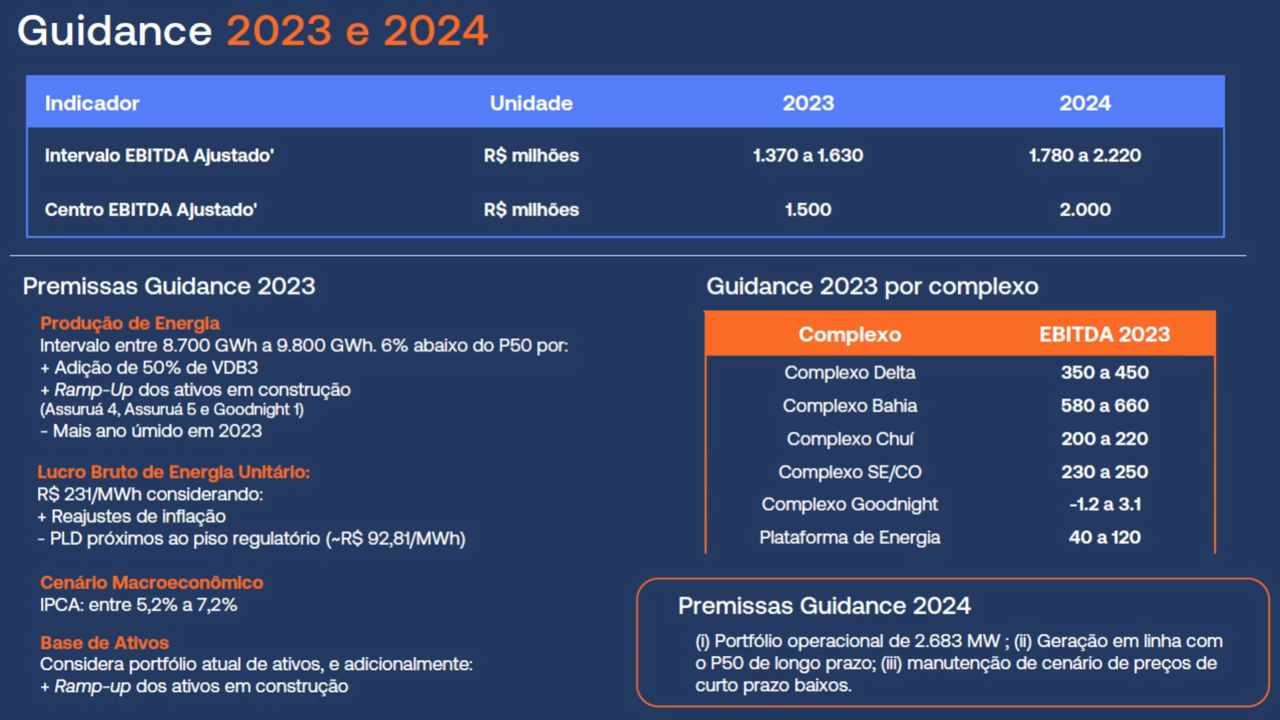 Guidance 2023 e 2024
Indicador Unidade 2023 2024
Intervalo EBITDA Ajustado' R$ milhões 1.370 a 1.630 1.780 a 2.220
Centro EBITDA Ajustado' R$ milhões 1.500 2.000
Premissas Guidance 2023
Produção de Energia
Intervalo entre 8.700 GWh a 9.800 GWh. 6% abaixo do P50 por:
+ Adição de 50% de VDB3
+ Ramp-Up dos ativos em construção
(Assuruá 4, Assuruá 5 e Goodnight 1)
- Mais ano úmido em 2023
Lucro Bruto de Energia Unitário:
R$ 231/MWh considerando:
+ Reajustes de inflação
- PLD próximos ao piso regulatório (~R$ 92,81/MWh)
Cenário Macroeconômico
IPCA: entre 5,2% a 7,2%
Base de Ativos
Considera portfólio atual de ativos, e adicionalmente:
+ Ramp-up dos ativos em construção
Guidance 2023 por complexo
Complexo EBITDA 2023
Complexo Delta 350 a 450
Complexo Bahia 580 a 660
Complexo Chuí 200 a 220
Complexo SE/CO 230 a 250
Complexo Goodnight -1.2 a 3.1
Plataforma de Energia 40 a 120
Premissas Guidance 2024
(i) Portfólio operacional de 2.683 MW ; (ii) Geração em linha com
o P50 de longo prazo; (iii) manutenção de cenário de preços de
curto prazo baixos.